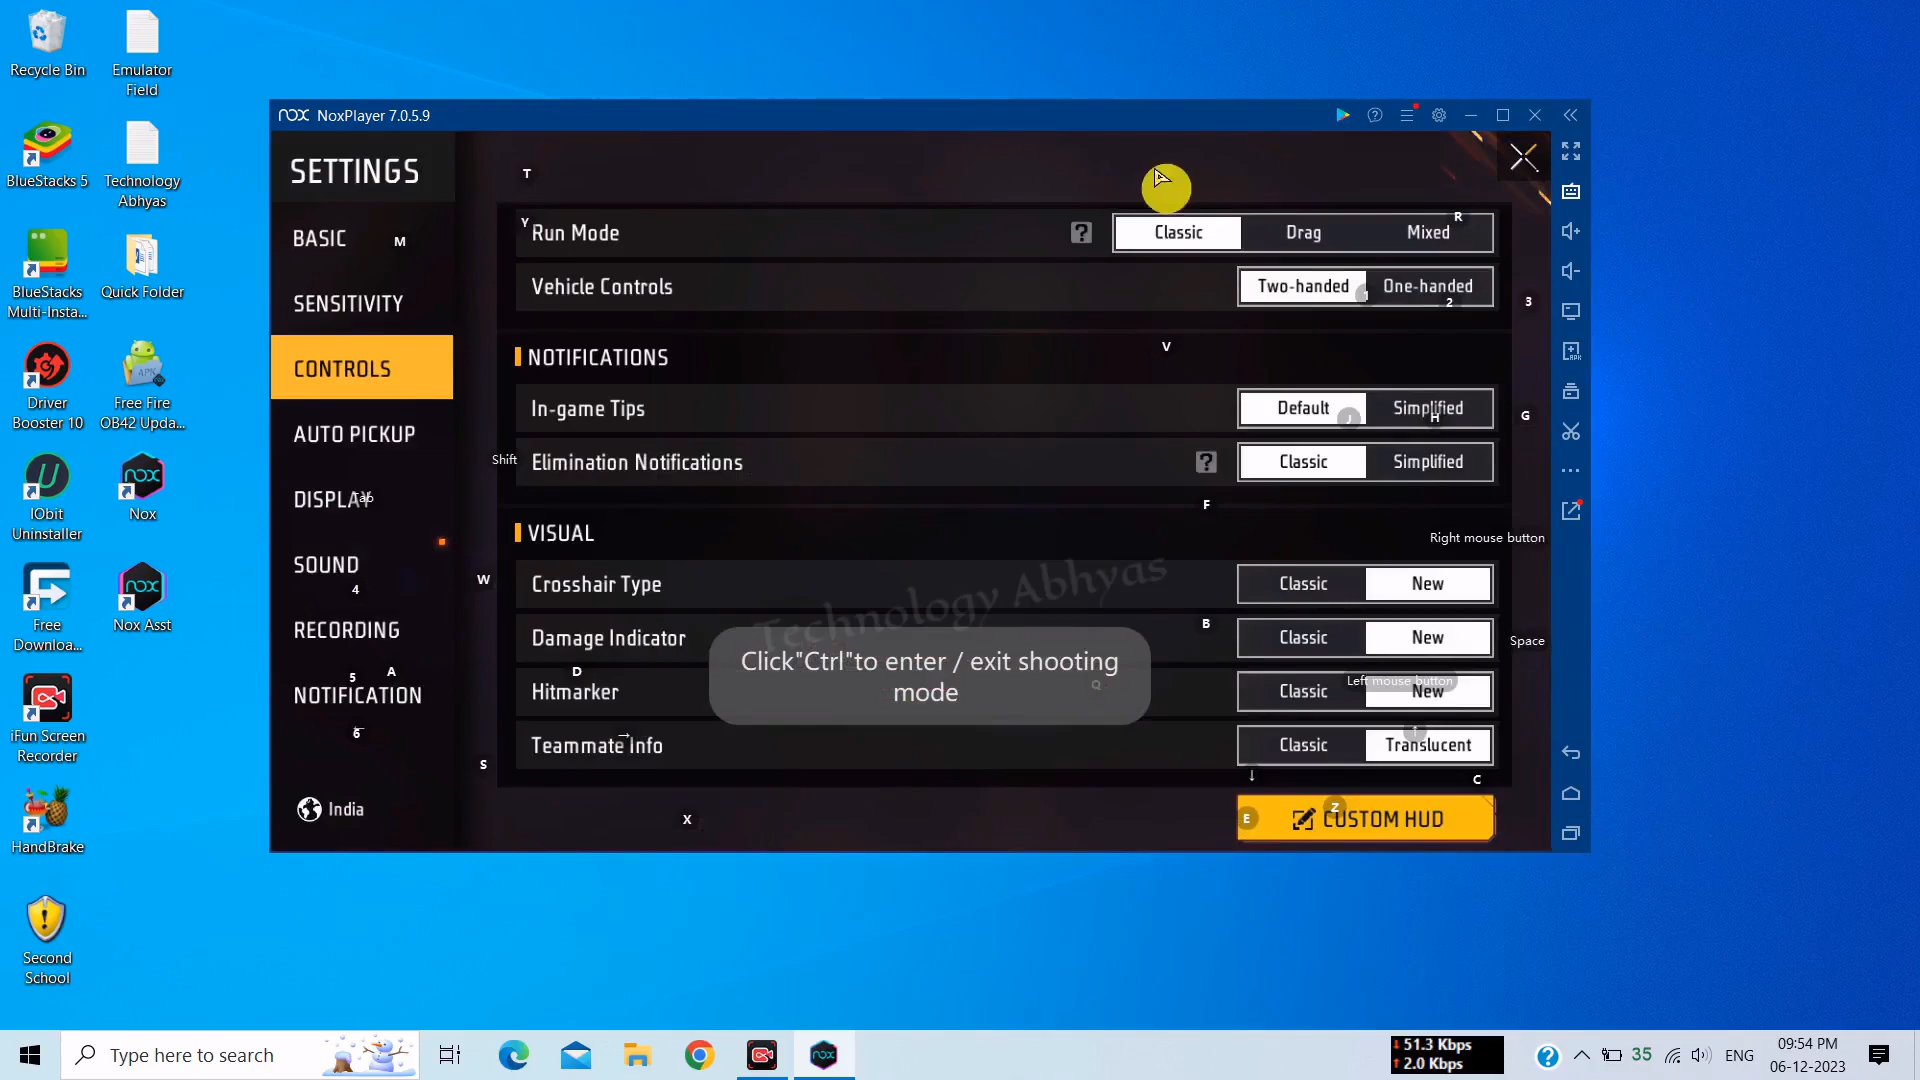 Recycle Bin
Emulator
Field
BlueStacks 5
Technology
Abhyas
BlueStacks
Multi-Insta...
Quick Folder
Driver
Booster 10
Free Fire
OB42 Upda...
IObit
Uninstaller
Nox
Free
Downloa...
Nox Asst
iFun Screen
Recorder
HandBrake
Second
School
nox NoxPlayer 7.0.5.9
SETTINGS
T
BASIC
M
SENSITIVITY
CONTROLS
AUTO PICKUP
DISPLAY
Tab
SOUND
4
RECORDING
5
A
NOTIFICATION
6
India
Y
Run Mode
?
Classic
Drag
Mixed
R
Vehicle Controls
Two-handed
1
One-handed
2
3
NOTIFICATIONS
V
In-game Tips
Default
J
Simplified
H
G
Shift
Elimination Notifications
?
Classic
Simplified
F
VISUAL
Right mouse button
W
Crosshair Type
Classic
New
Technology Abhyas
Damage Indicator
B
Classic
New
Space
Click"Ctrl"to enter / exit shooting
mode
D
Hitmarker
Q
Classic
New
Left mouse button
→
Teammate Info
Classic
Translucent
↑
S
↓
C
X
E
Z
CUSTOM HUD
Type here to search
↓ 51.3 Kbps
↑ 2.0 Kbps
35
ENG
09:54 PM
06-12-2023